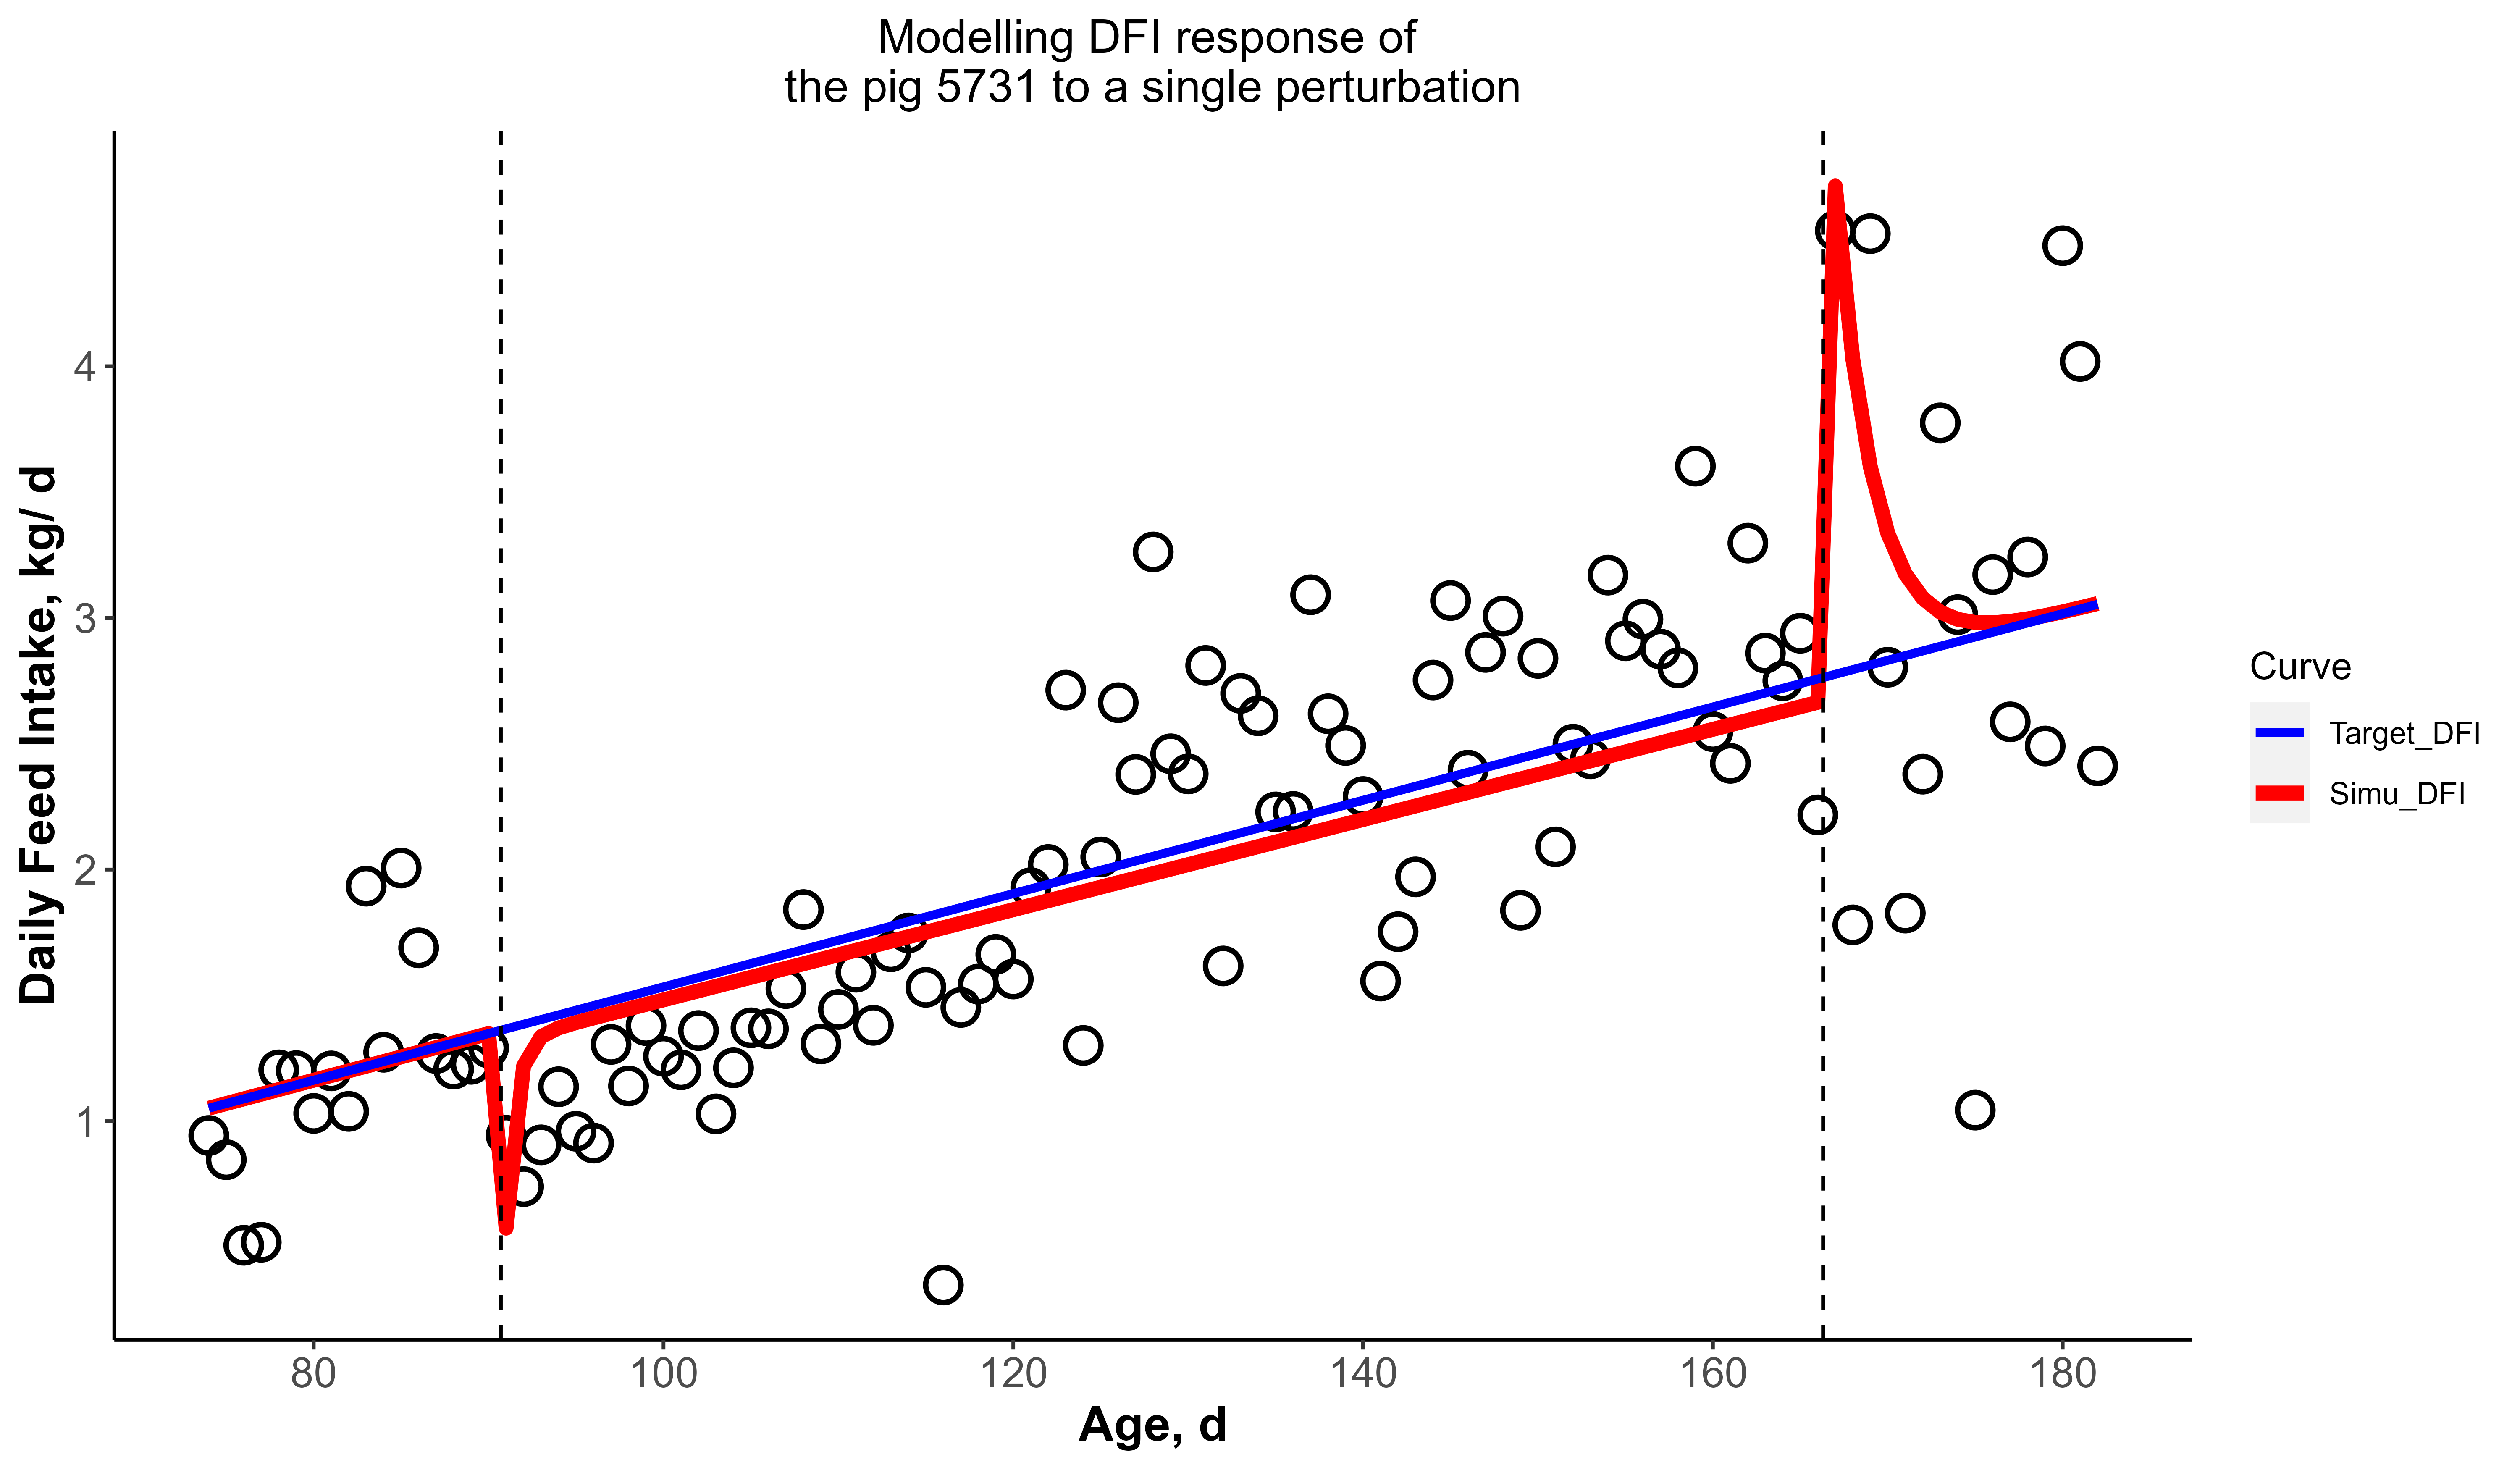 Modelling DFI response of
the pig 5731 to a single perturbation
Daily Feed Intake, kg/ d
4
3
2
1
80 100 120 140 160 180
Age, d
Curve
Target_DFI
Simu_DFI